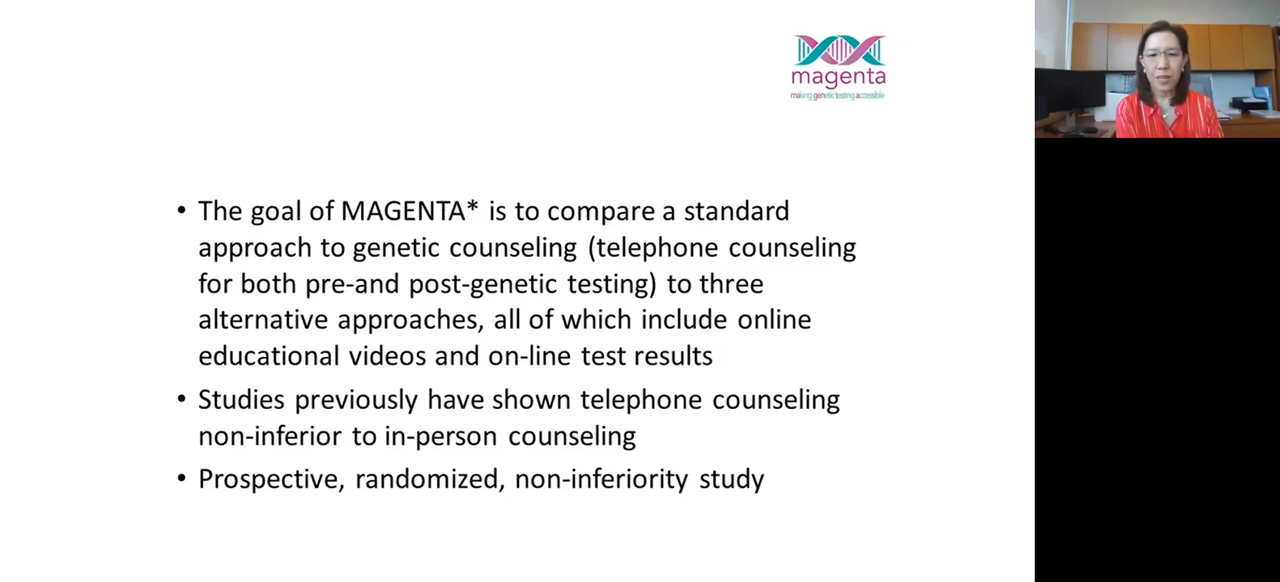 magenta
making genetic testing accessible
• The goal of MAGENTA* is to compare a standard
approach to genetic counseling (telephone counseling
for both pre-and post-genetic testing) to three
alternative approaches, all of which include online
educational videos and on-line test results
• Studies previously have shown telephone counseling
non-inferior to in-person counseling
• Prospective, randomized, non-inferiority study